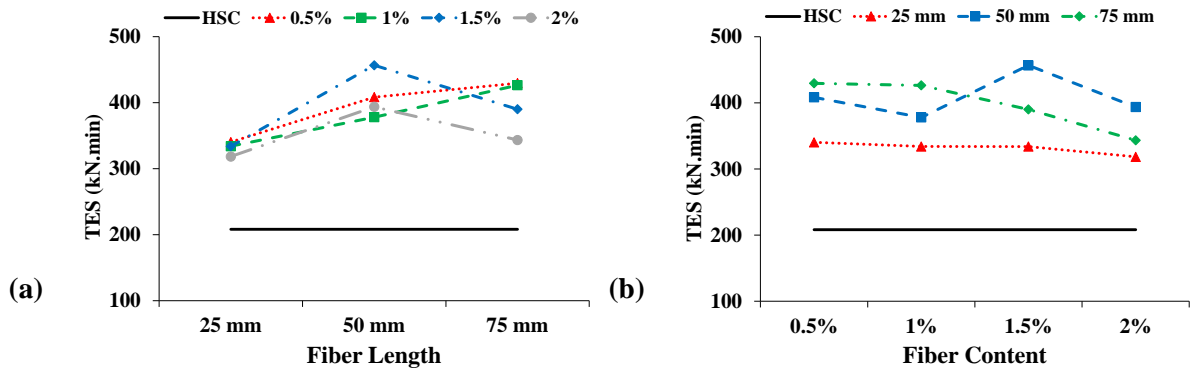 HSC 0.5% 1% 1.5% 2%
500
400
300
200
100
TES (kN.min)
25 mm 50 mm 75 mm
Fiber Length
(a)
HSC 25 mm 50 mm 75 mm
500
400
300
200
100
TES (kN.min)
0.5% 1% 1.5% 2%
Fiber Content
(b)